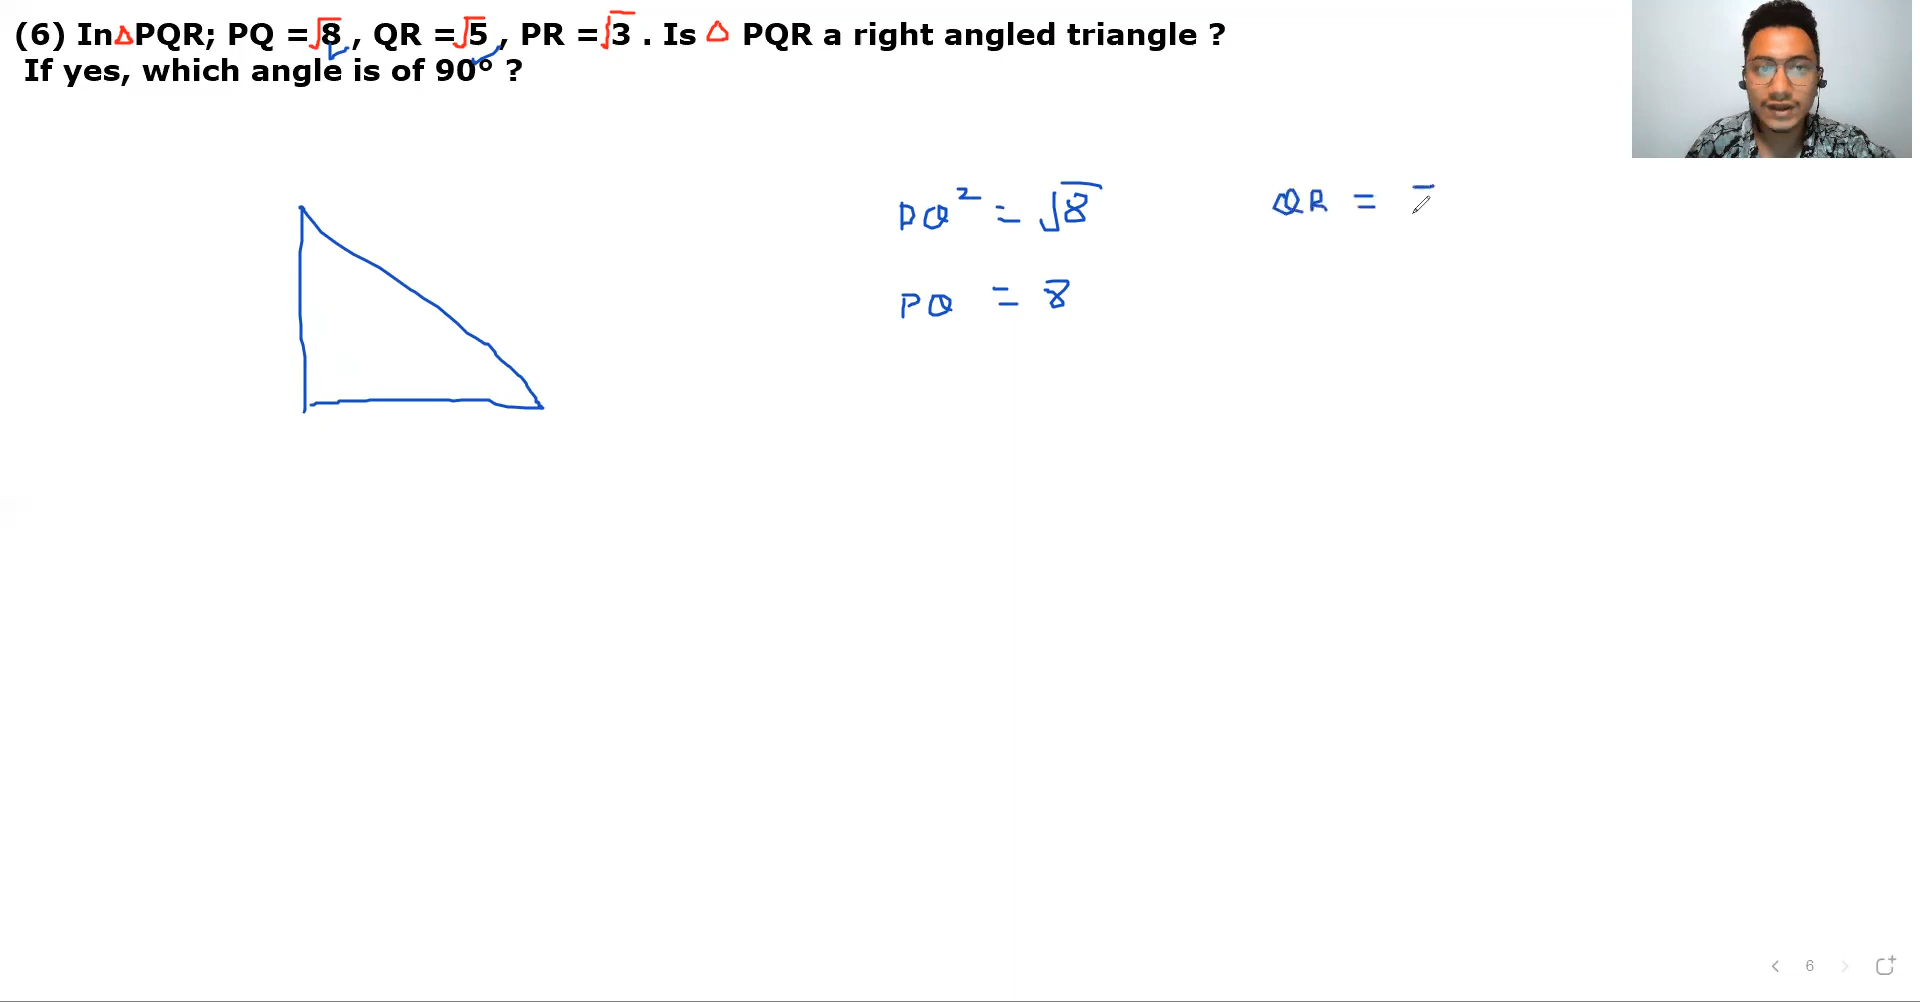 (6) In△PQR; PQ =√8 , QR =√5 , PR =√3 . Is △ PQR a right angled triangle ?
If yes, which angle is of 90° ?
PQ² = √8
QR =
PQ = 8
6